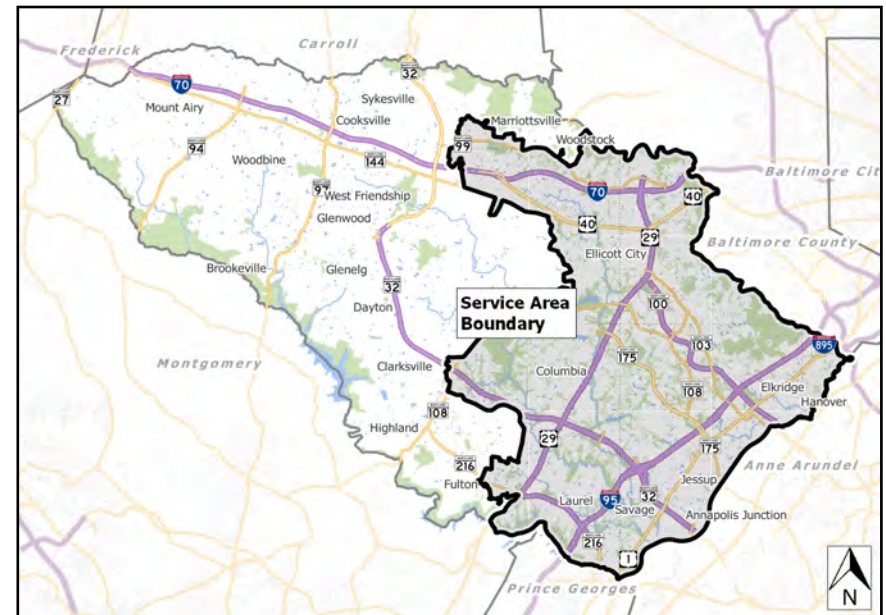 Frederick
Carroll
70
32
27
Mount Airy
Sykesville
Cooksville
Marriottsville
Woodstock
94
99
Woodbine
144
Baltimore City
97
West Friendship
70
40
Glenwood
40
29
Baltimore County
Ellicott City
Brookeville
Glenelg
32
Service Area
Boundary
100
Dayton
103
895
175
Montgomery
Clarksville
Columbia
Elkridge
108
Hanover
108
Highland
29
175
Anne Arundel
216
Fulton
Jessup
Laurel
95
32
Savage
Annapolis Junction
216
1
Prince Georges
N